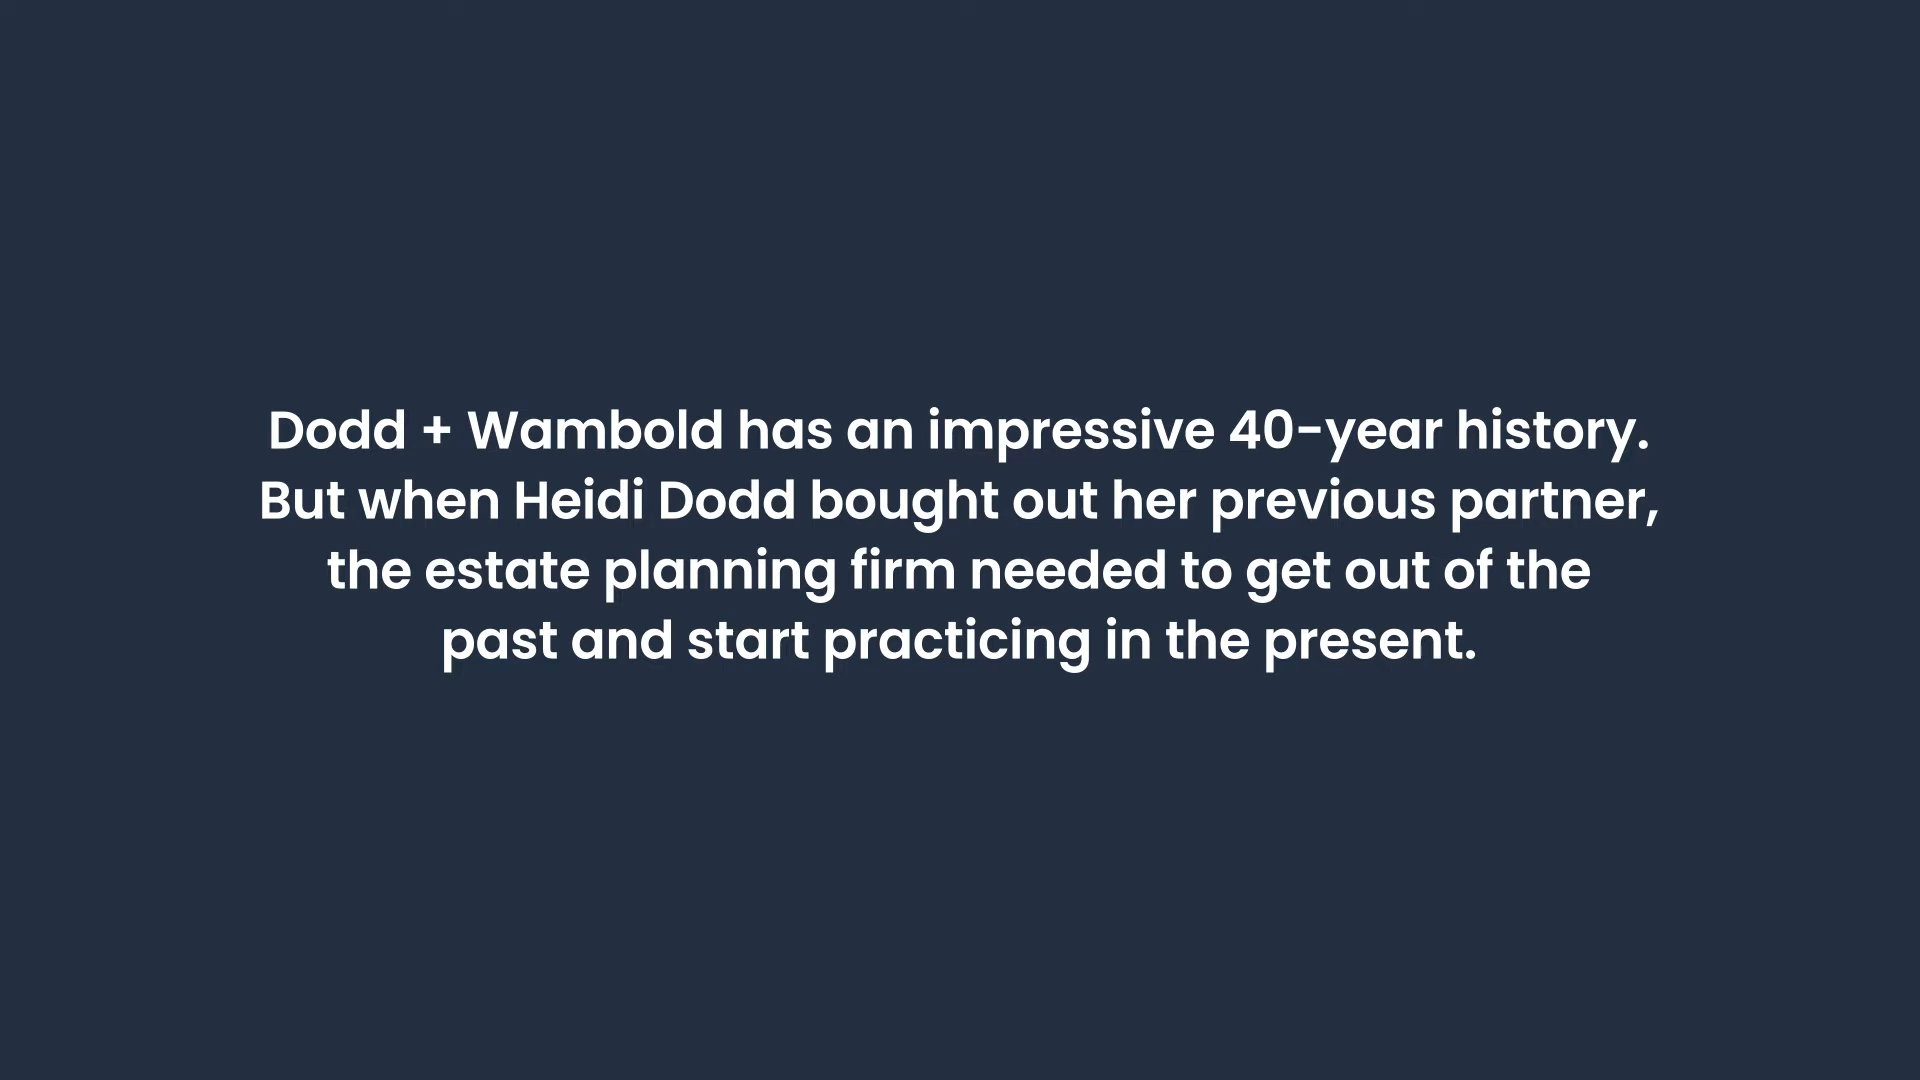 Dodd + Wambold has an impressive 40-year history.
But when Heidi Dodd bought out her previous partner,
the estate planning firm needed to get out of the
past and start practicing in the present.